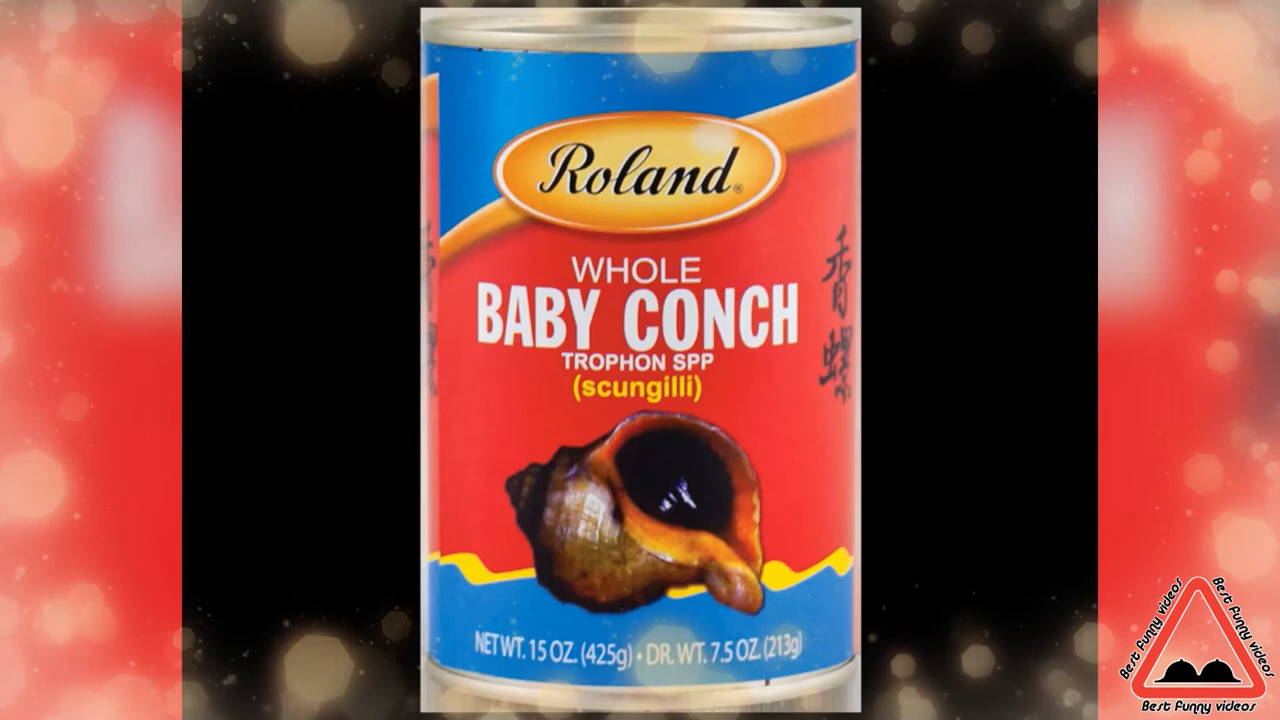 Roland®
WHOLE
BABY CONCH
TROPHON SPP
(scungilli)
香
螺
NET WT. 15 OZ. (425g) • DR. WT. 7.5 OZ. (213g)
Best Funny videos
Best Funny videos
Best Funny videos